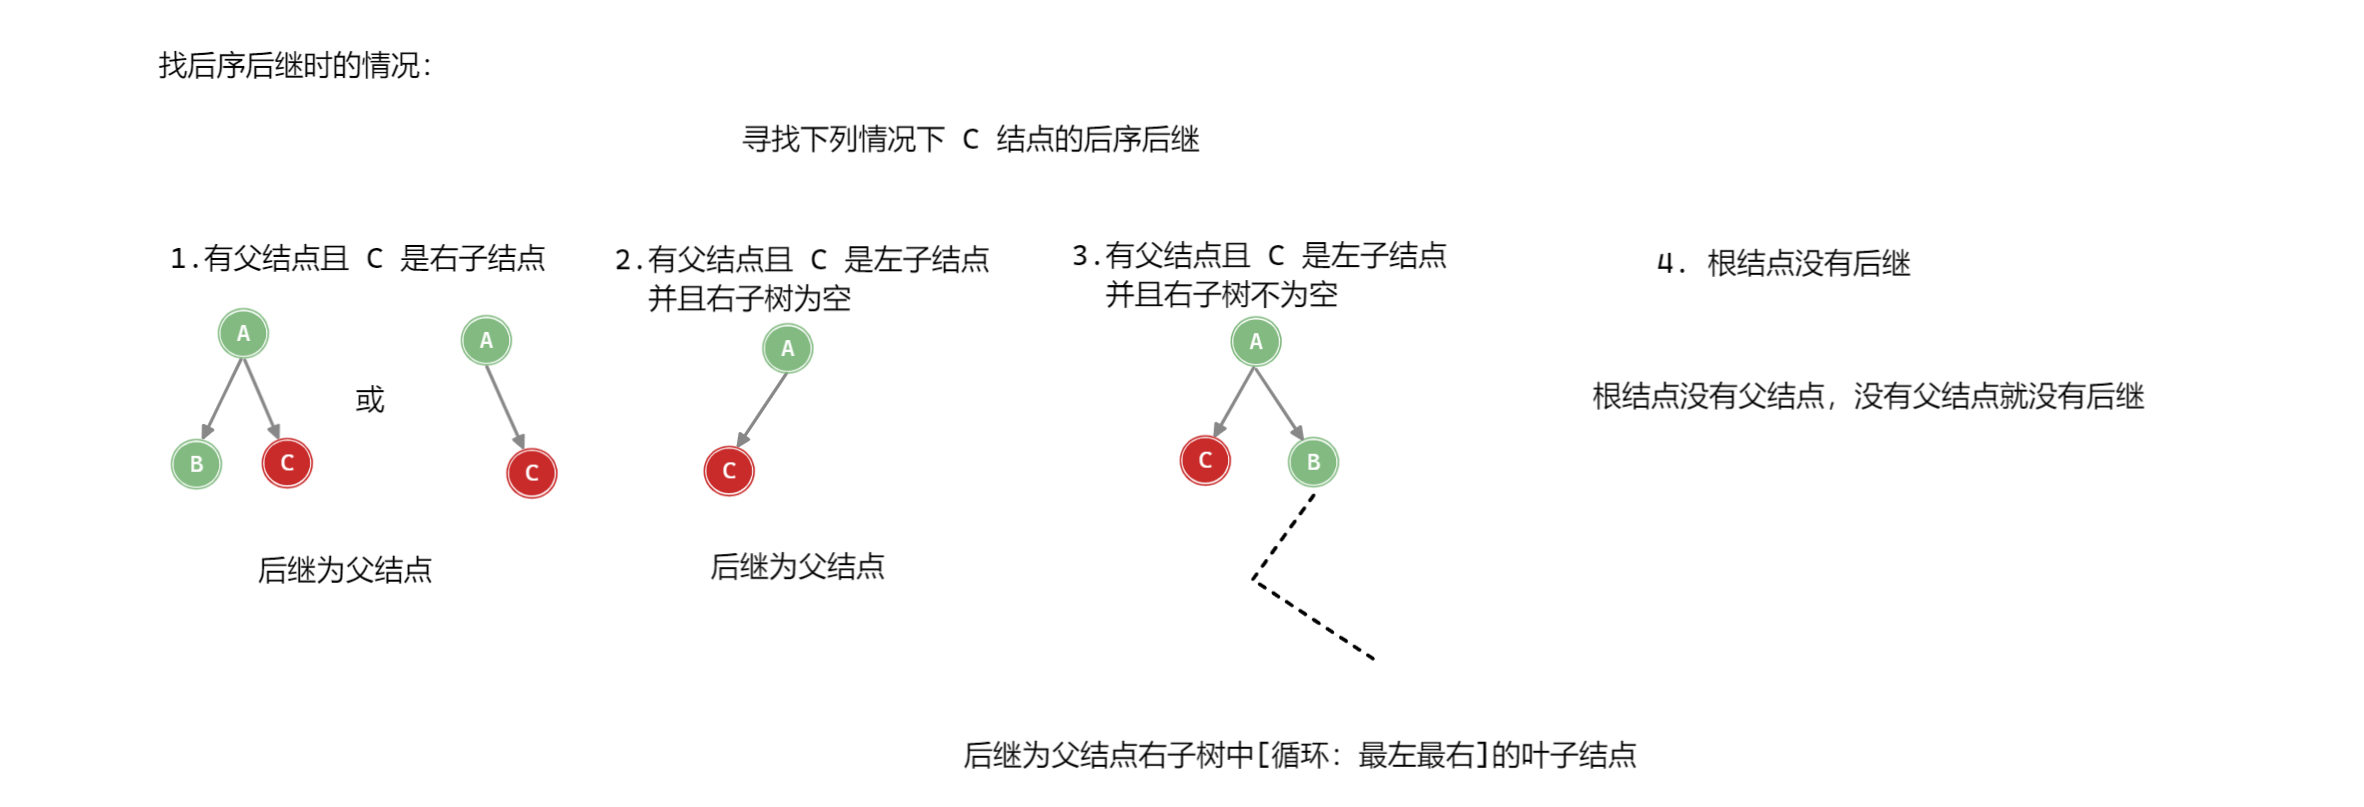 找后序后继时的情况：
寻找下列情况下 C 结点的后序后继
1.有父结点且 C 是右子结点
A
B
C
或
A
C
后继为父结点
2.有父结点且 C 是左子结点
并且右子树为空
A
C
后继为父结点
3.有父结点且 C 是左子结点
并且右子树不为空
A
C
B
后继为父结点右子树中[循环：最左最右]的叶子结点
4. 根结点没有后继
根结点没有父结点，没有父结点就没有后继